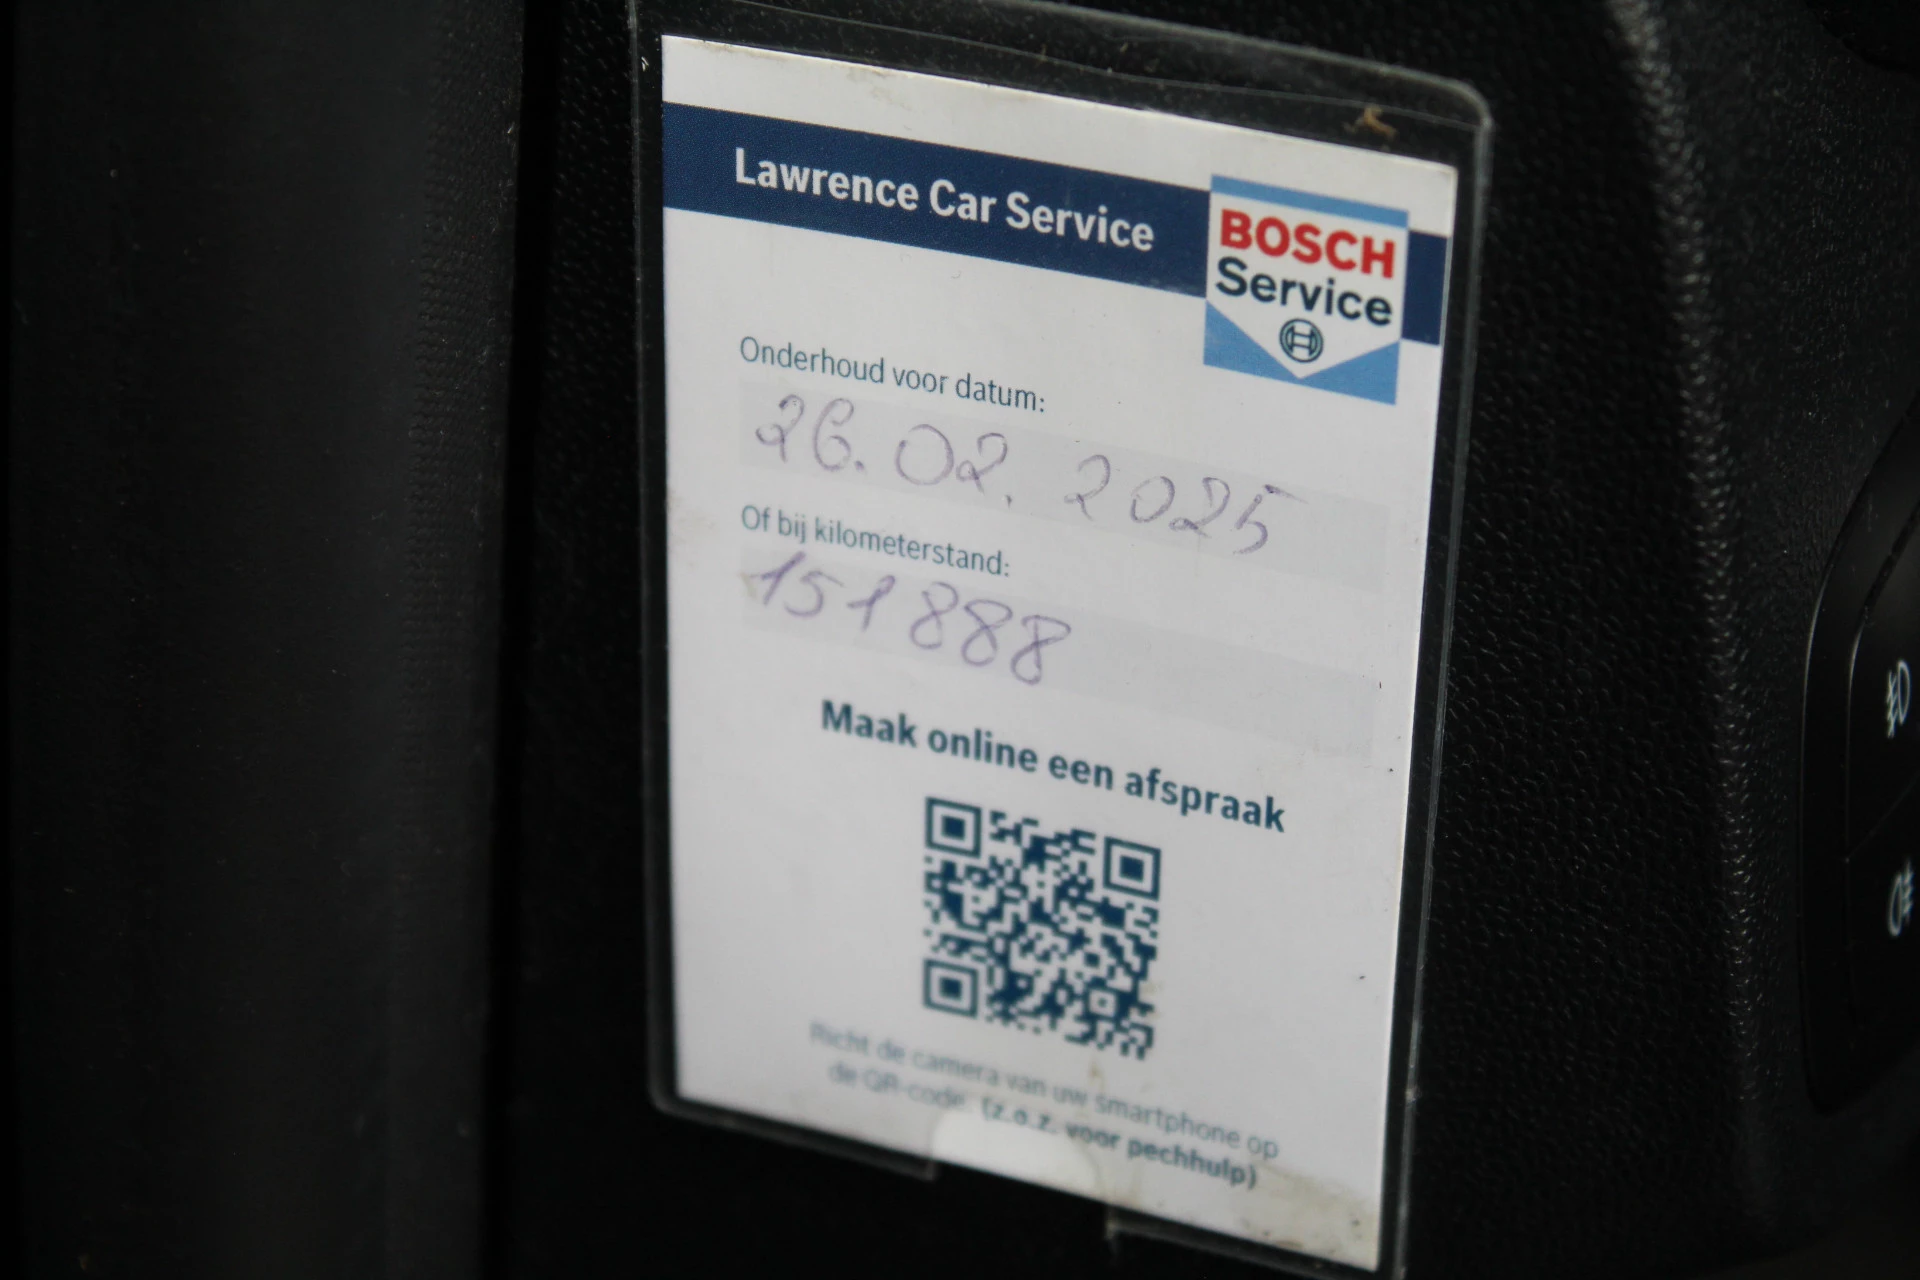 Lawrence Car Service
BOSCH
Service
Onderhoud voor datum:
26.02.2025
Of bij kilometerstand:
151888
Maak online een afspraak
Richt de camera van uw smartphone op
de QR-code. (z.o.z. voor pechhulp)